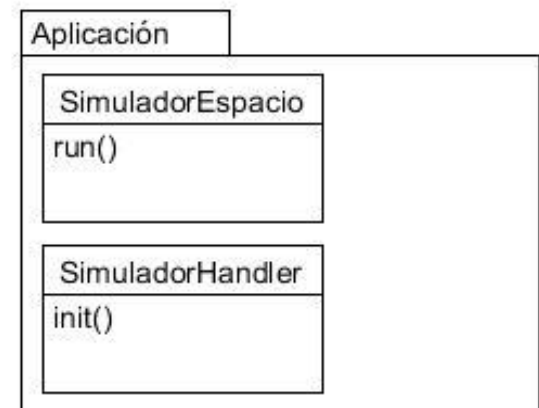 Aplicación
SimuladorEspacio
run()
SimuladorHandler
init()